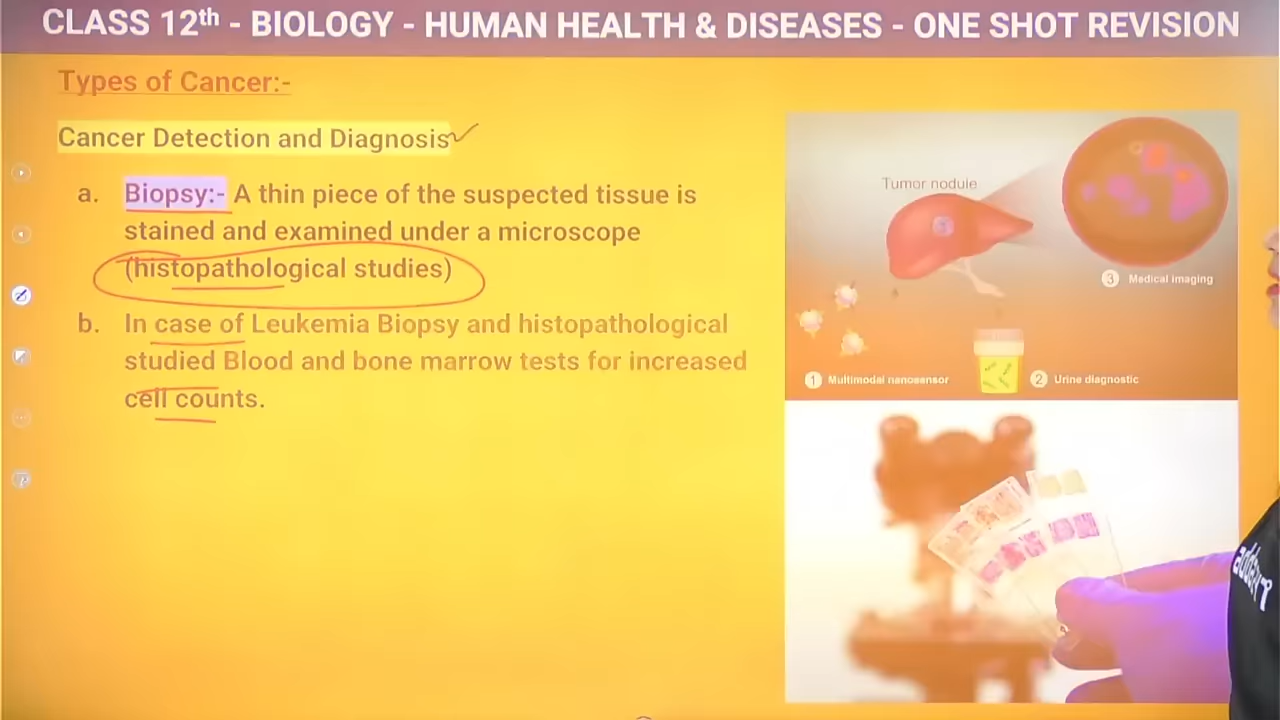 CLASS 12th - BIOLOGY - HUMAN HEALTH & DISEASES - ONE SHOT REVISION
Types of Cancer:-
Cancer Detection and Diagnosis
a. Biopsy:- A thin piece of the suspected tissue is
stained and examined under a microscope
(histopathological studies)
b. In case of Leukemia Biopsy and histopathological
studied Blood and bone marrow tests for increased
cell counts.
Tumor nodule
3 Medical imaging
1 Multimodal nanosensor
2 Urine diagnostic